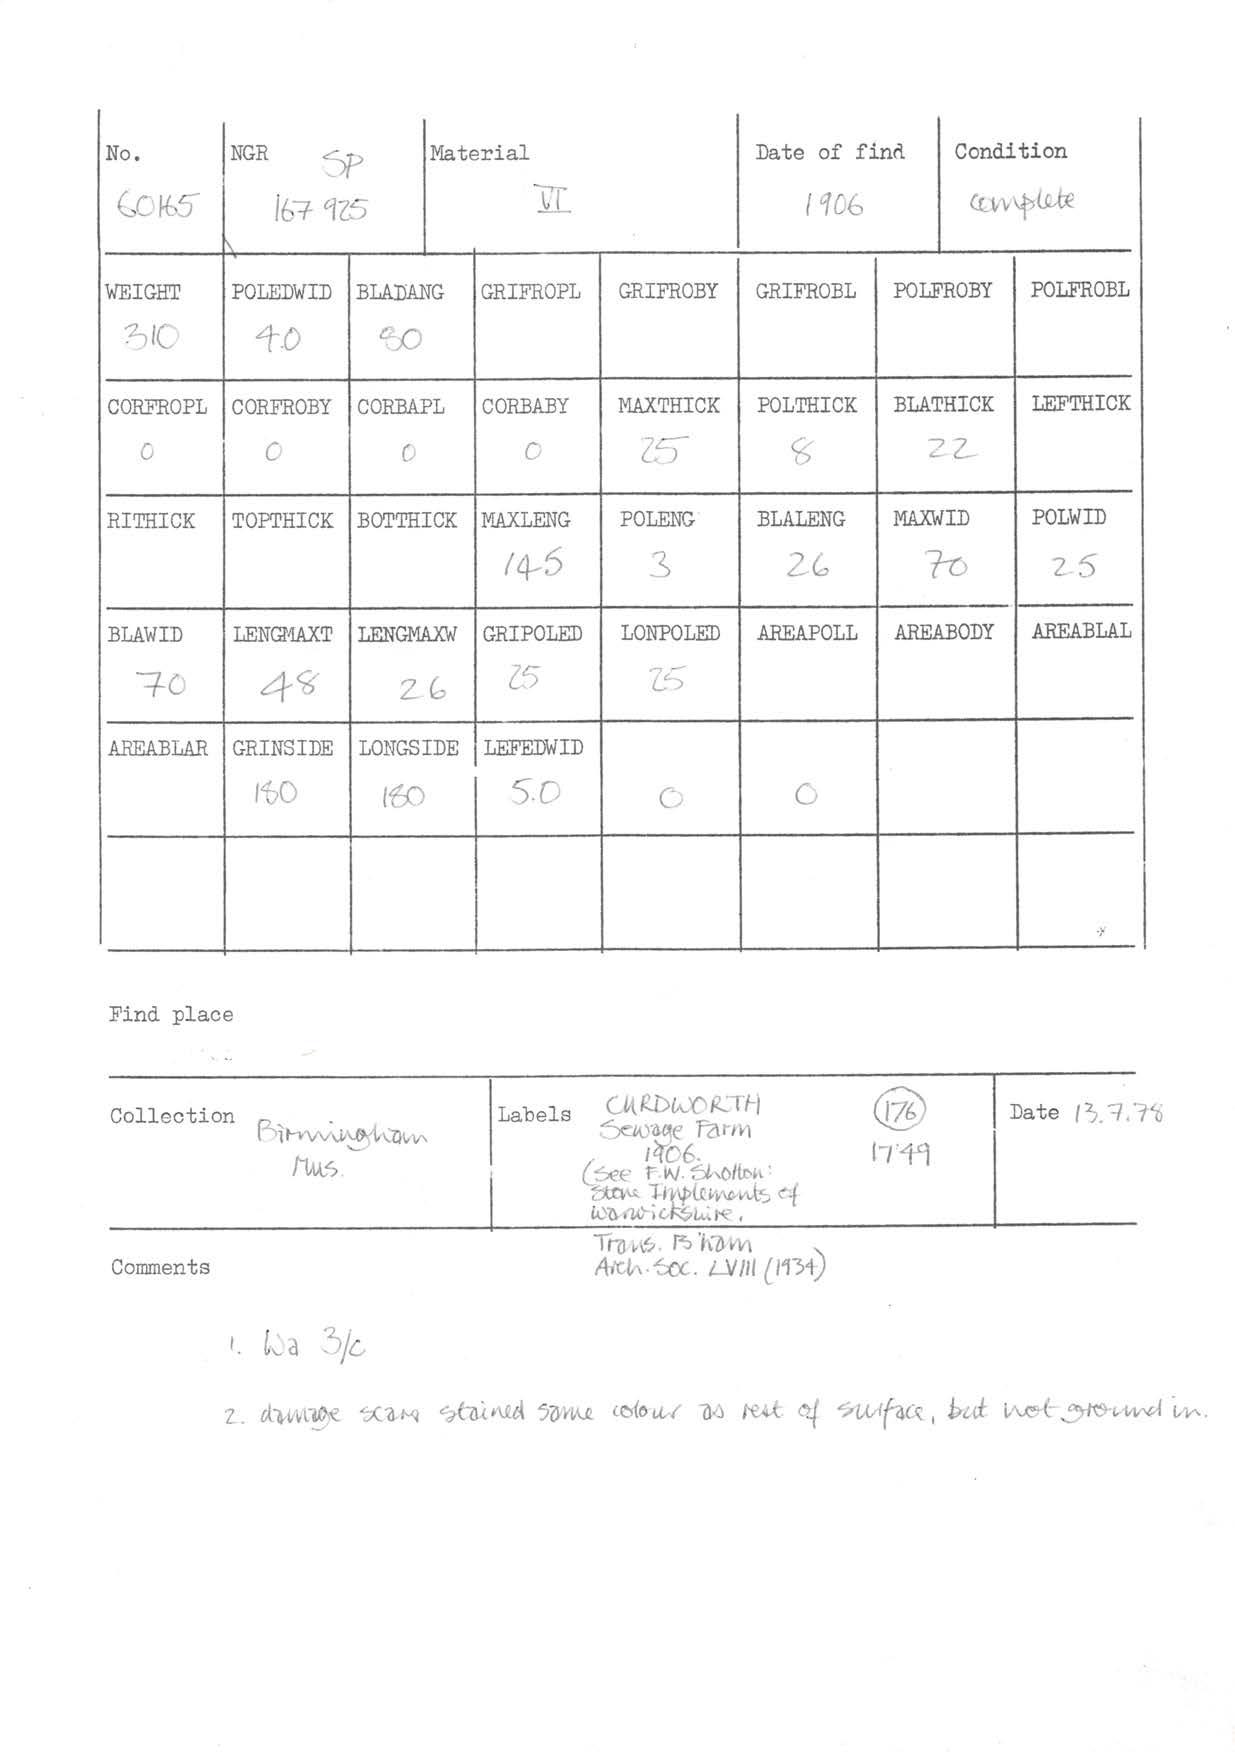 No. NGR SP Material Date of find Condition
60165 167 925 VI 1906 complete
WEIGHT POLEDWID BLADANG GRIFROPL GRIFROBY GRIFROBL POLFROBY POLFROBL
310 4.0 80
CORFROPL CORFROBY CORBAPL CORBABY MAXTHICK POLTHICK BLATHICK LEFTHICK
0 0 0 0 25 8 22
RITHICK TOPTHICK BOTTHICK MAXLENG POLENG BLALENG MAXWID POLWID
145 3 26 70 25
BLAWID LENGMAXT LENGMAXW GRIPOLED LONPOLED AREAPOLL AREABODY AREABLAL
70 48 26 25 25
AREABLAR GRINSIDE LONGSIDE LEFEDWID
180 180 5.0 0 0
Find place
Collection Birmingham Mus.
Labels CURDWORTH
Sewage Farm
1906.
(See F.W. Shotton:
Stone Implements of
Warwickshire.
Trans. B'ham
Arch. Soc. LVIII (1934)
176
17'49
Date 13.7.78
Comments
1. Wa 3/c
2. damage scars stained same colour as rest of surface, but not ground in.